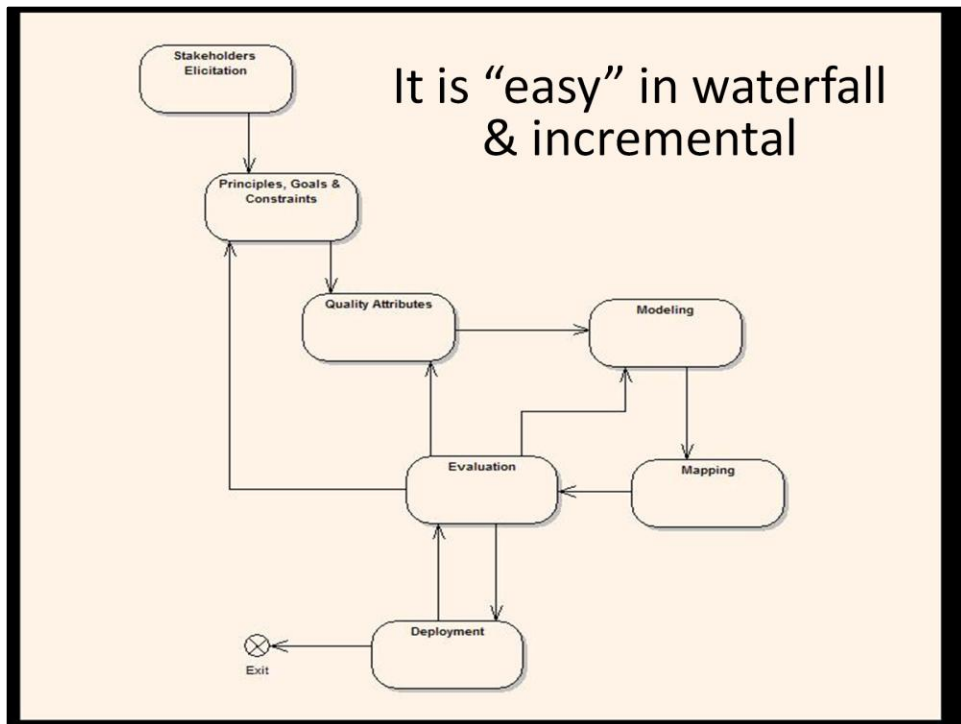 Stakeholders
Elicitation
It is “easy” in waterfall
& incremental
Principles, Goals &
Constraints
Quality Attributes
Modeling
Evaluation
Mapping
Deployment
Exit